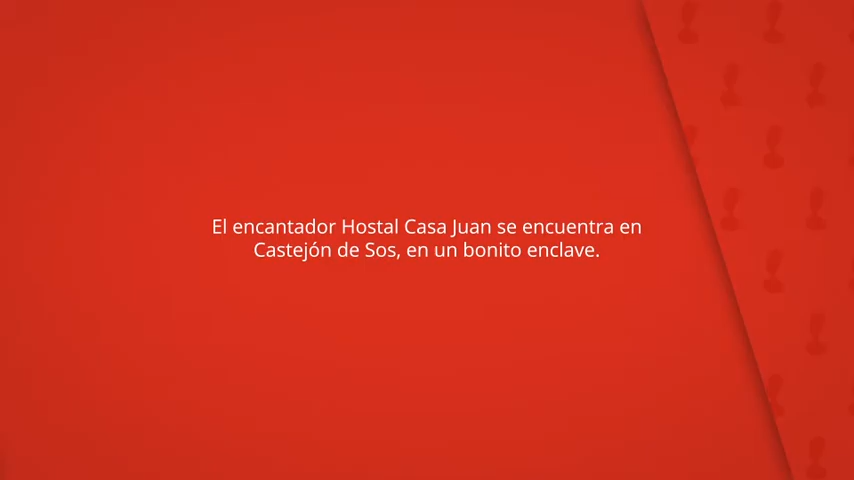 El encantador Hostal Casa Juan se encuentra en
Castejón de Sos, en un bonito enclave.